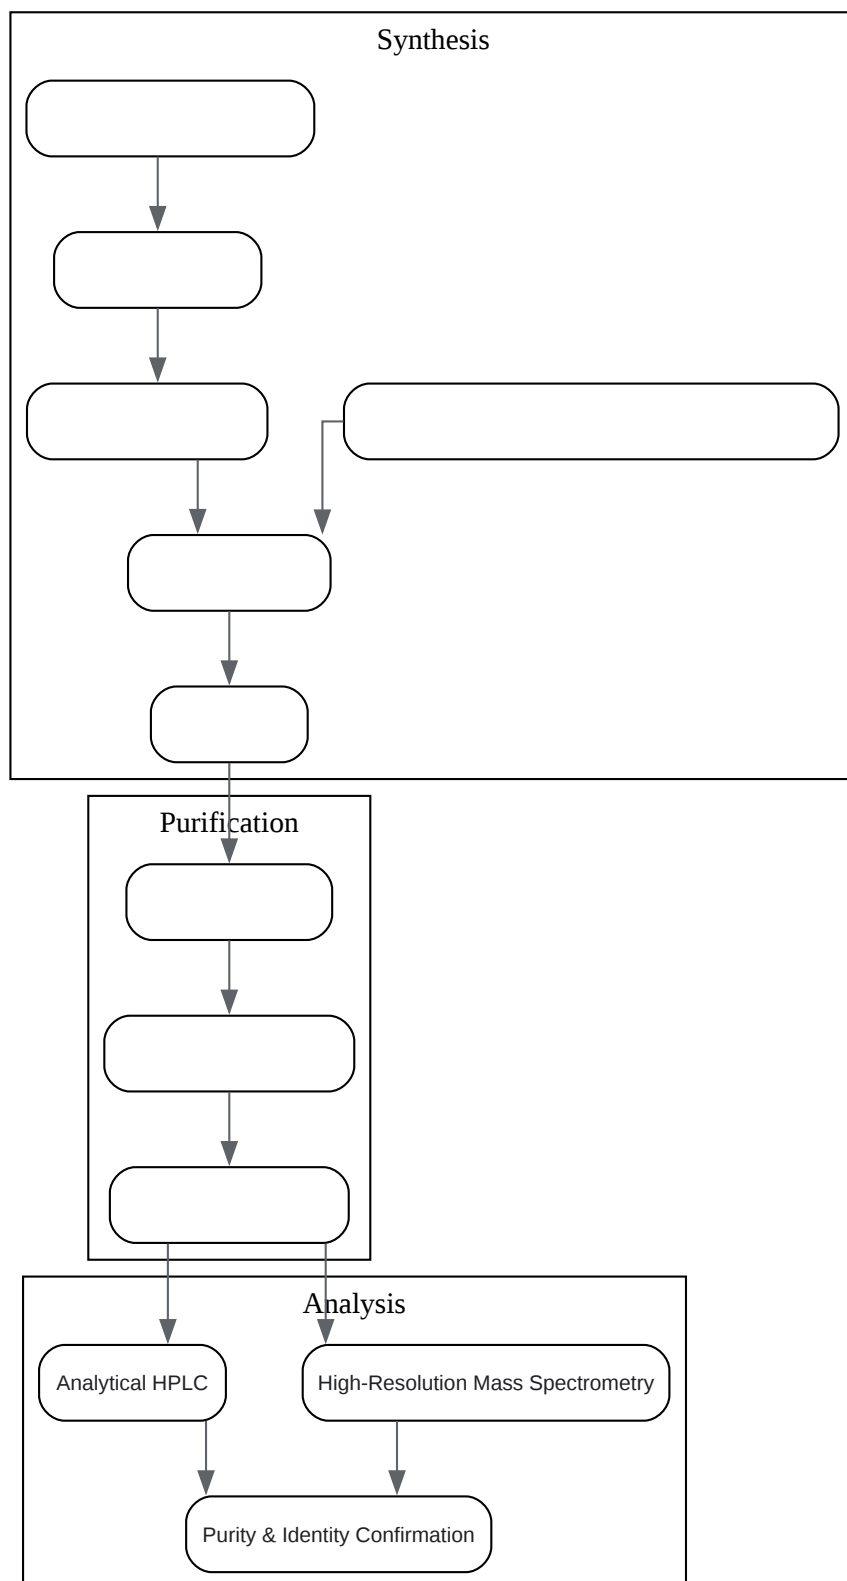 Synthesis
Purification
Analysis
Analytical HPLC
High-Resolution Mass Spectrometry
Purity & Identity Confirmation